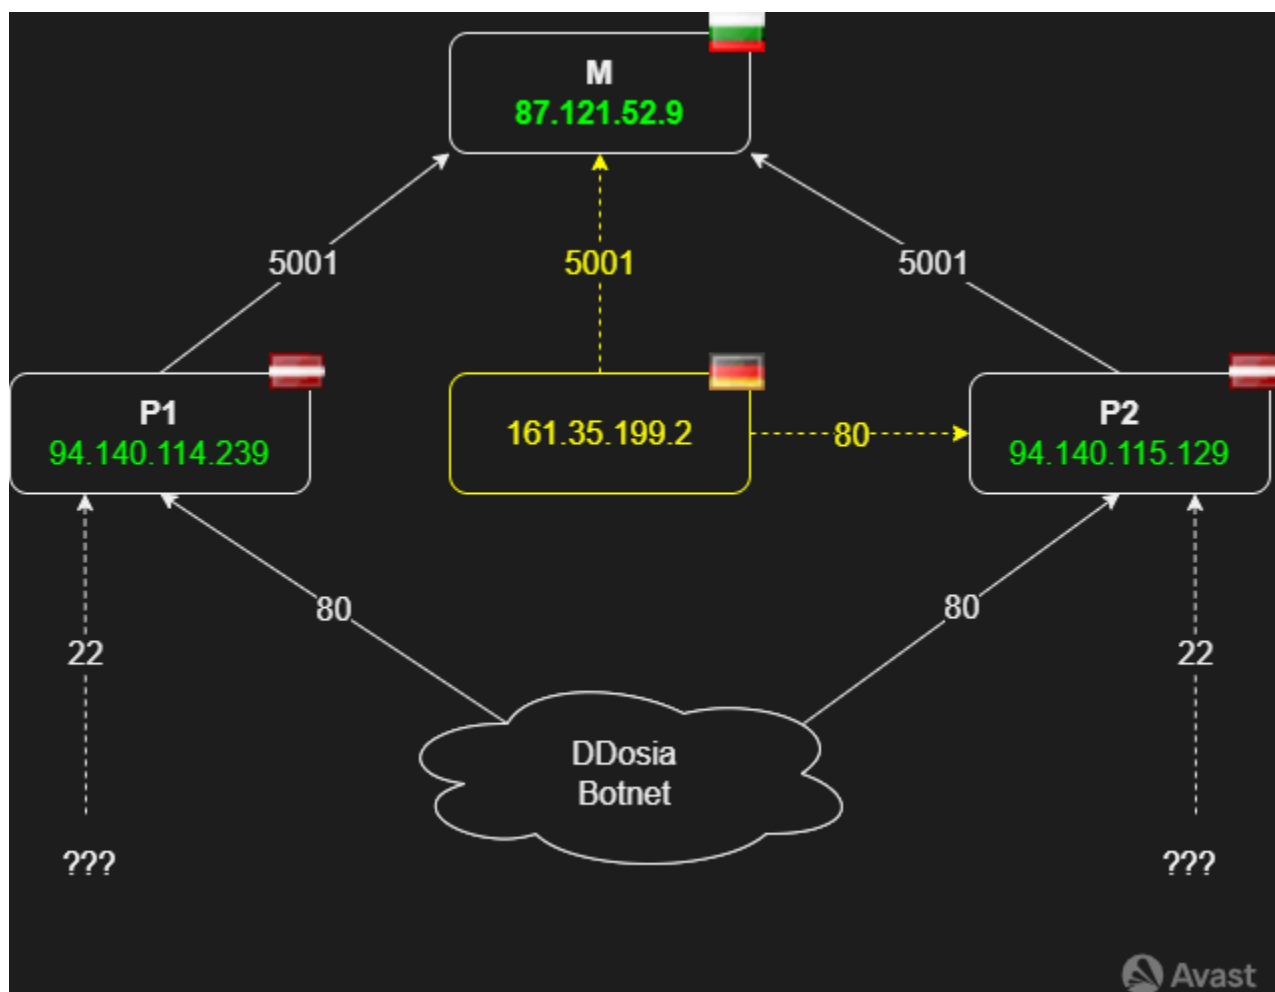 M
87.121.52.9
5001
5001
5001
P1
94.140.114.239
161.35.199.2
80
P2
94.140.115.129
80
80
22
22
DDosia
Botnet
???
???
Avast